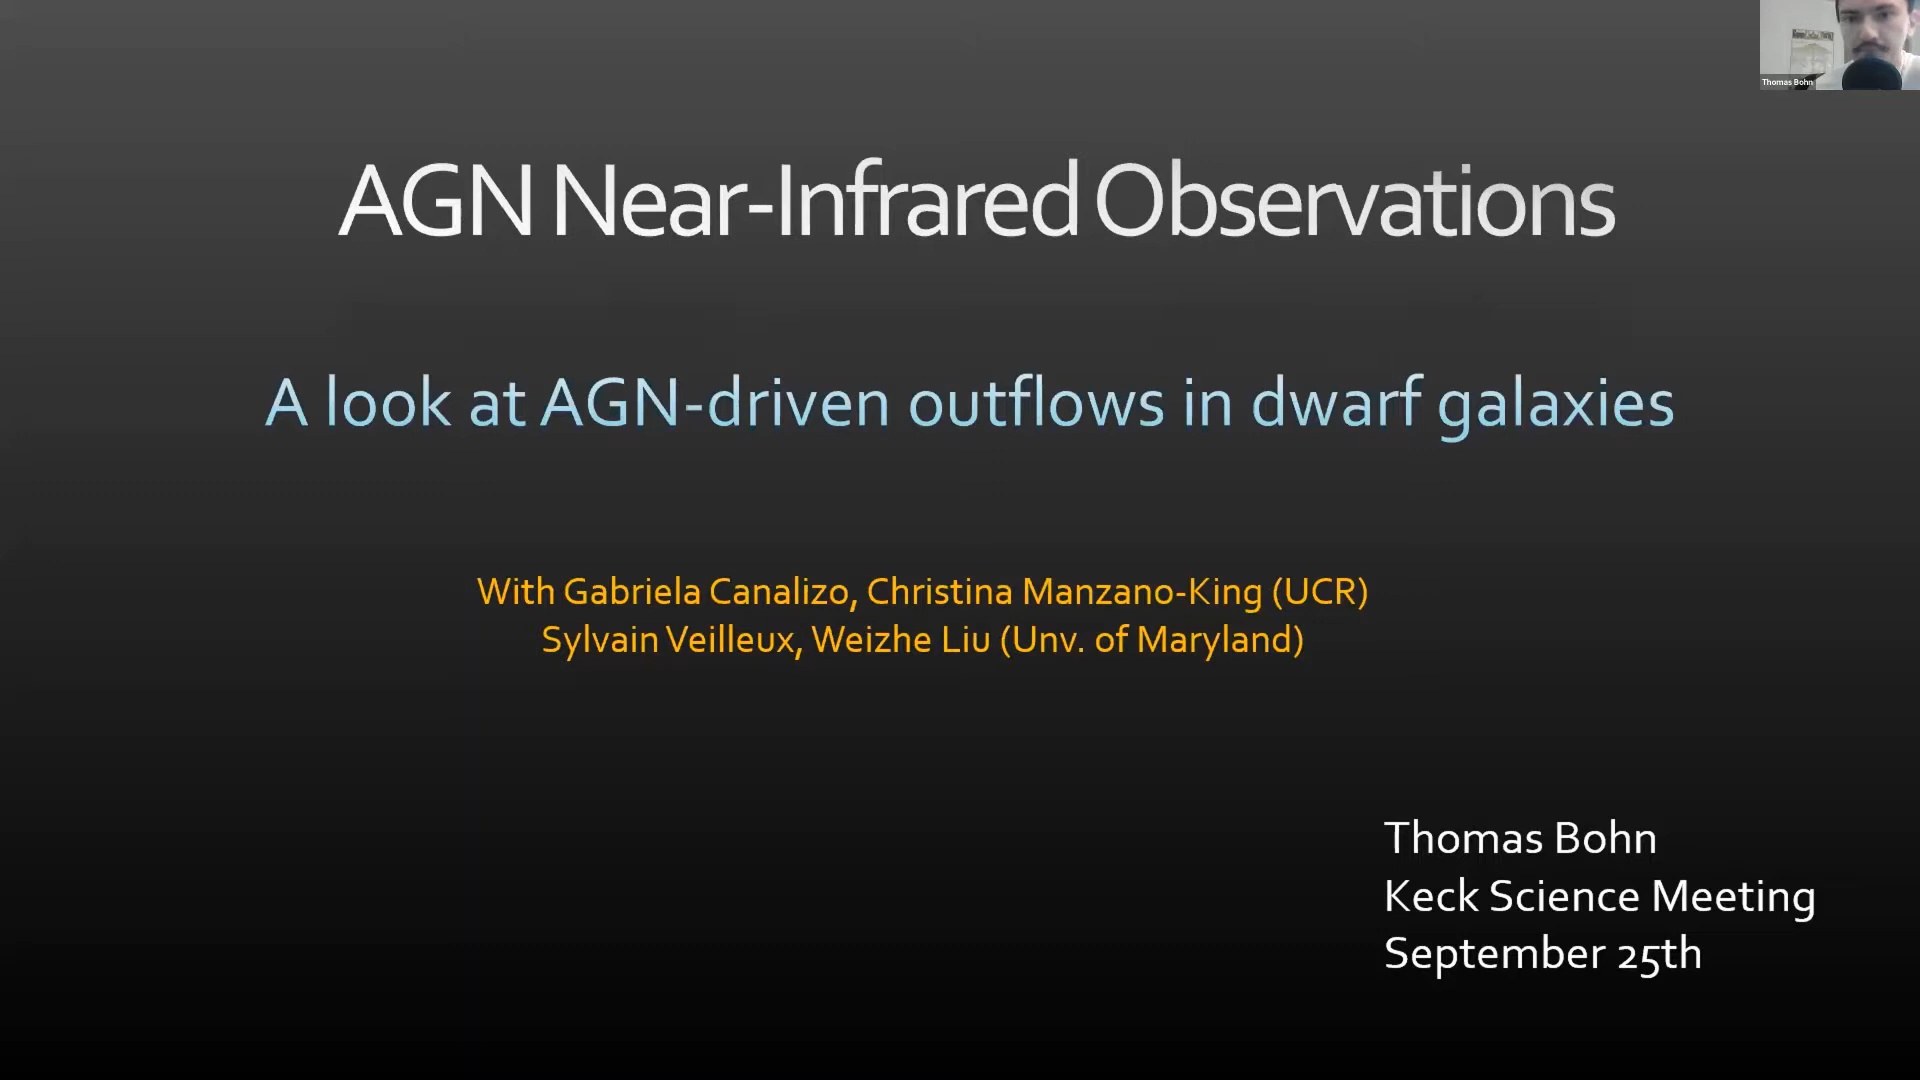 AGN Near-Infrared Observations
A look at AGN-driven outflows in dwarf galaxies
With Gabriela Canalizo, Christina Manzano-King (UCR)
Sylvain Veilleux, Weizhe Liu (Unv. of Maryland)
Thomas Bohn
Keck Science Meeting
September 25th
Thomas Bohn